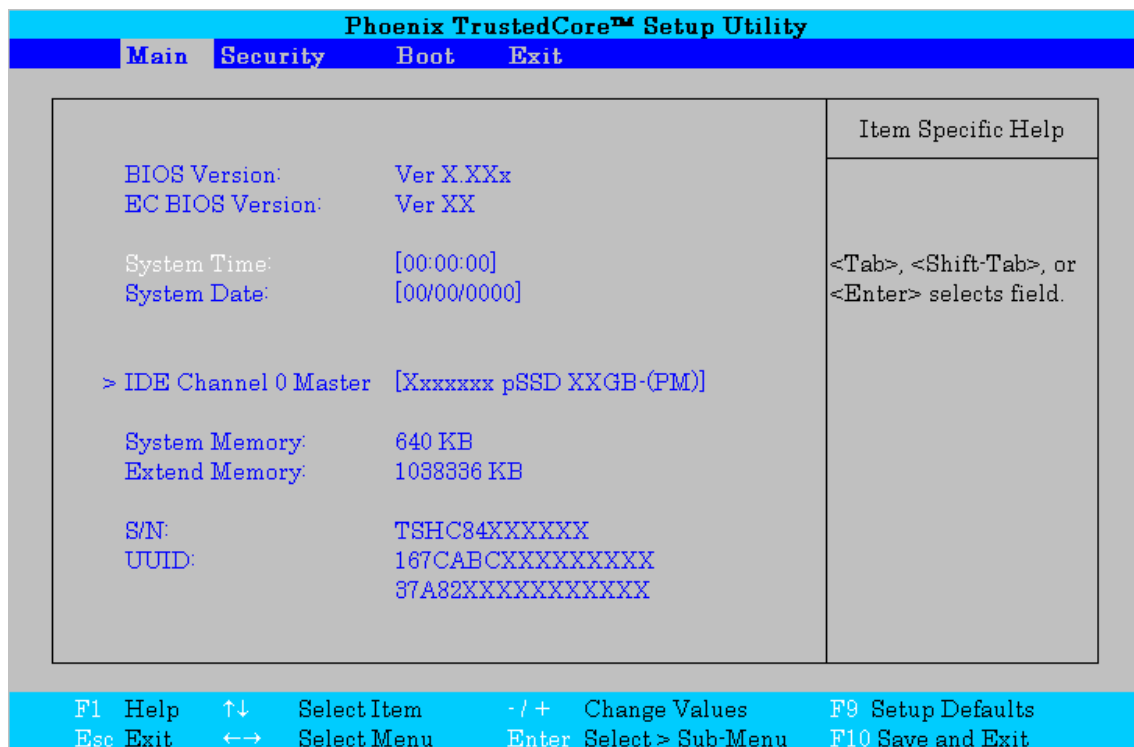 Phoenix TrustedCore™ Setup Utility
Main Security Boot Exit
Item Specific Help
BIOS Version: Ver X.XXx
EC BIOS Version: Ver XX
System Time: [00:00:00]
System Date: [00/00/0000]
<Tab>, <Shift-Tab>, or
<Enter> selects field.
> IDE Channel 0 Master [Xxxxxxx pSSD XXGB-(PM)]
System Memory: 640 KB
Extend Memory: 1038336 KB
S/N: TSHC84XXXXXX
UUID: 167CABCXXXXXXXXX
37A82XXXXXXXXXXX
F1 Help ↑↓ Select Item - / + Change Values F9 Setup Defaults
Esc Exit ←→ Select Menu Enter Select > Sub-Menu F10 Save and Exit